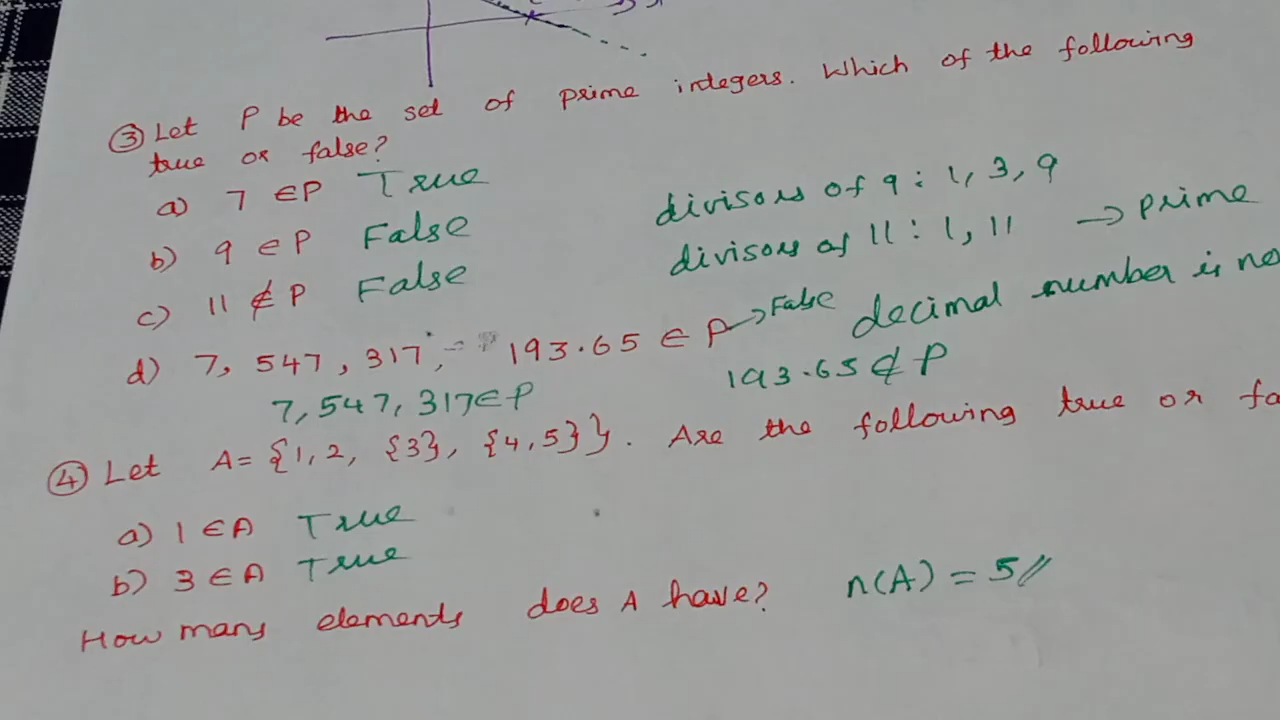 ③ Let P be the set of prime integers. Which of the following
true or false?
a) 7 ∈ P True
b) 9 ∈ P False
divisors of 9 : 1, 3, 9
c) 11 ∉ P False
divisors of 11 : 1, 11 → prime
d) 7, 547, 317, 193.65 ∈ P → False
decimal number is no
7, 547, 317 ∈ P
193.65 ∉ P
④ Let A = {1, 2, {3}, {4, 5}}. Are the following true or fa
a) 1 ∈ A True
b) 3 ∈ A True
How many elements does A have? n(A) = 5//